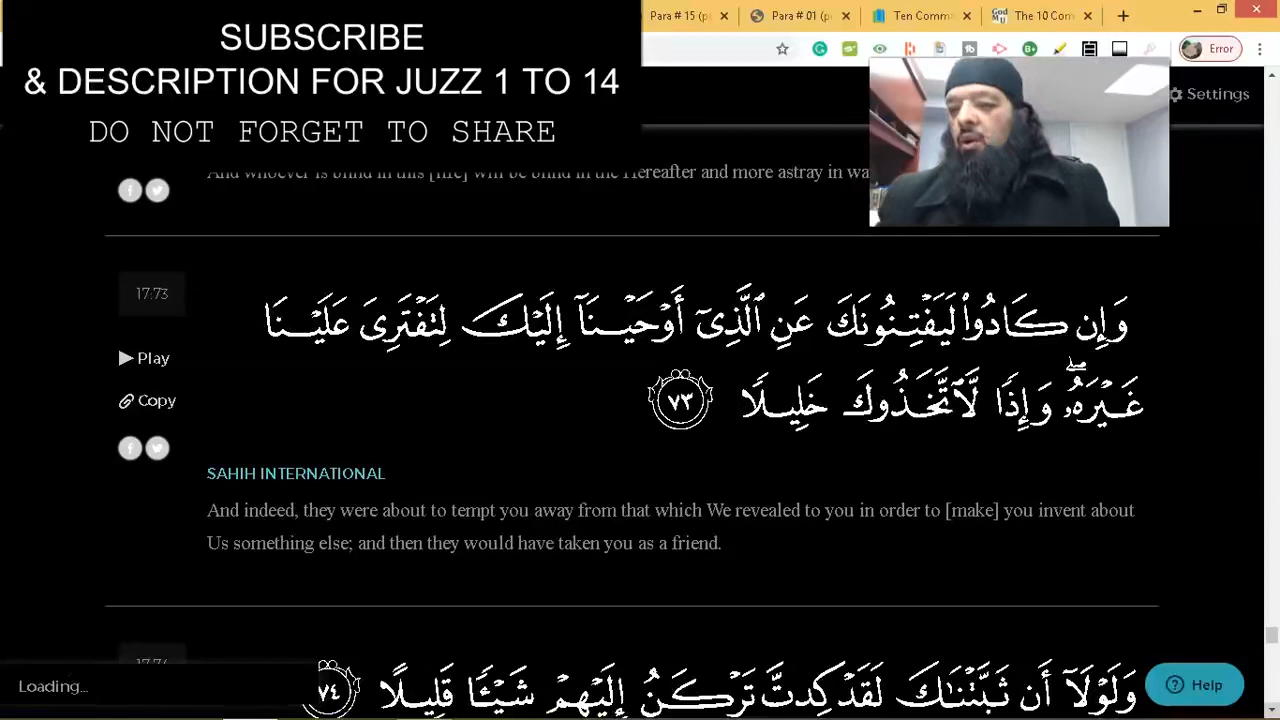 SUBSCRIBE
& DESCRIPTION FOR JUZZ 1 TO 14
DO NOT FORGET TO SHARE
Para # 15 (p
Para # 01 (p
Ten Comma
The 10 Com
Error
Settings
And whoever is blind in this [life] will be blind in the Hereafter and more astray in wa
17:73
Play
Copy
وَإِن كَادُوا۟ لَيَفْتِنُونَكَ عَنِ ٱلَّذِىٓ أَوْحَيْنَآ إِلَيْكَ لِتَفْتَرِىَ عَلَيْنَا
غَيْرَهُۥ ۖ وَإِذًا لَّٱتَّخَذُوكَ خَلِيلًا ٧٣
SAHIH INTERNATIONAL
And indeed, they were about to tempt you away from that which We revealed to you in order to [make] you invent about
Us something else; and then they would have taken you as a friend.
17:74
وَلَوْلَآ أَن ثَبَّتْنَٰكَ لَقَدْ كِدتَّ تَرْكَنُ إِلَيْهِمْ شَيْـًٔا قَلِيلًا ٧٤
Loading...
Help